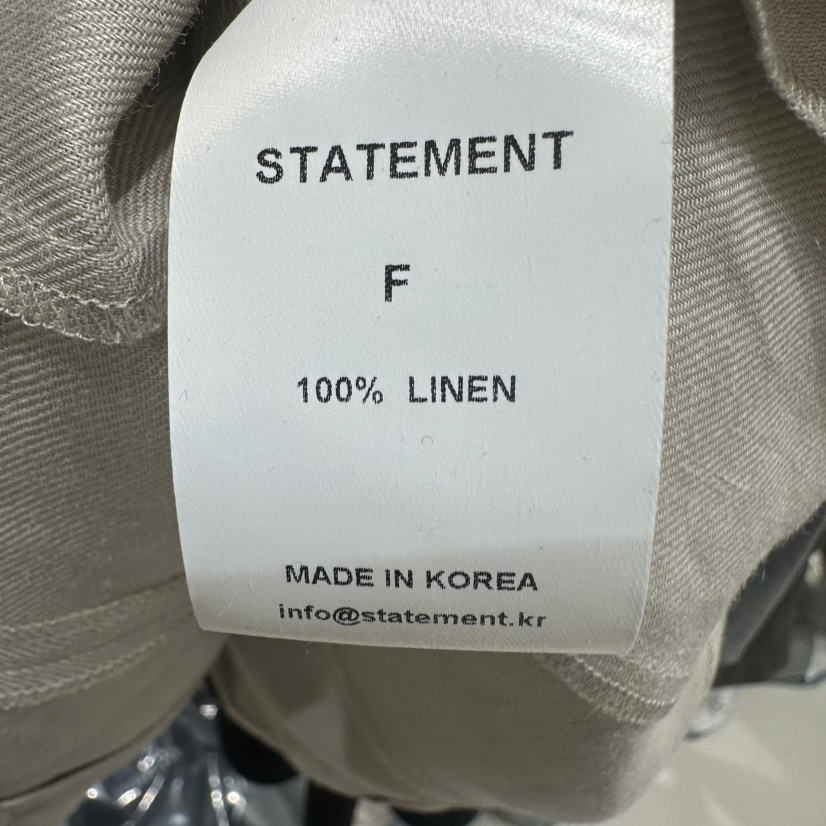 STATEMENT
F
100% LINEN
MADE IN KOREA
info@statement.kr